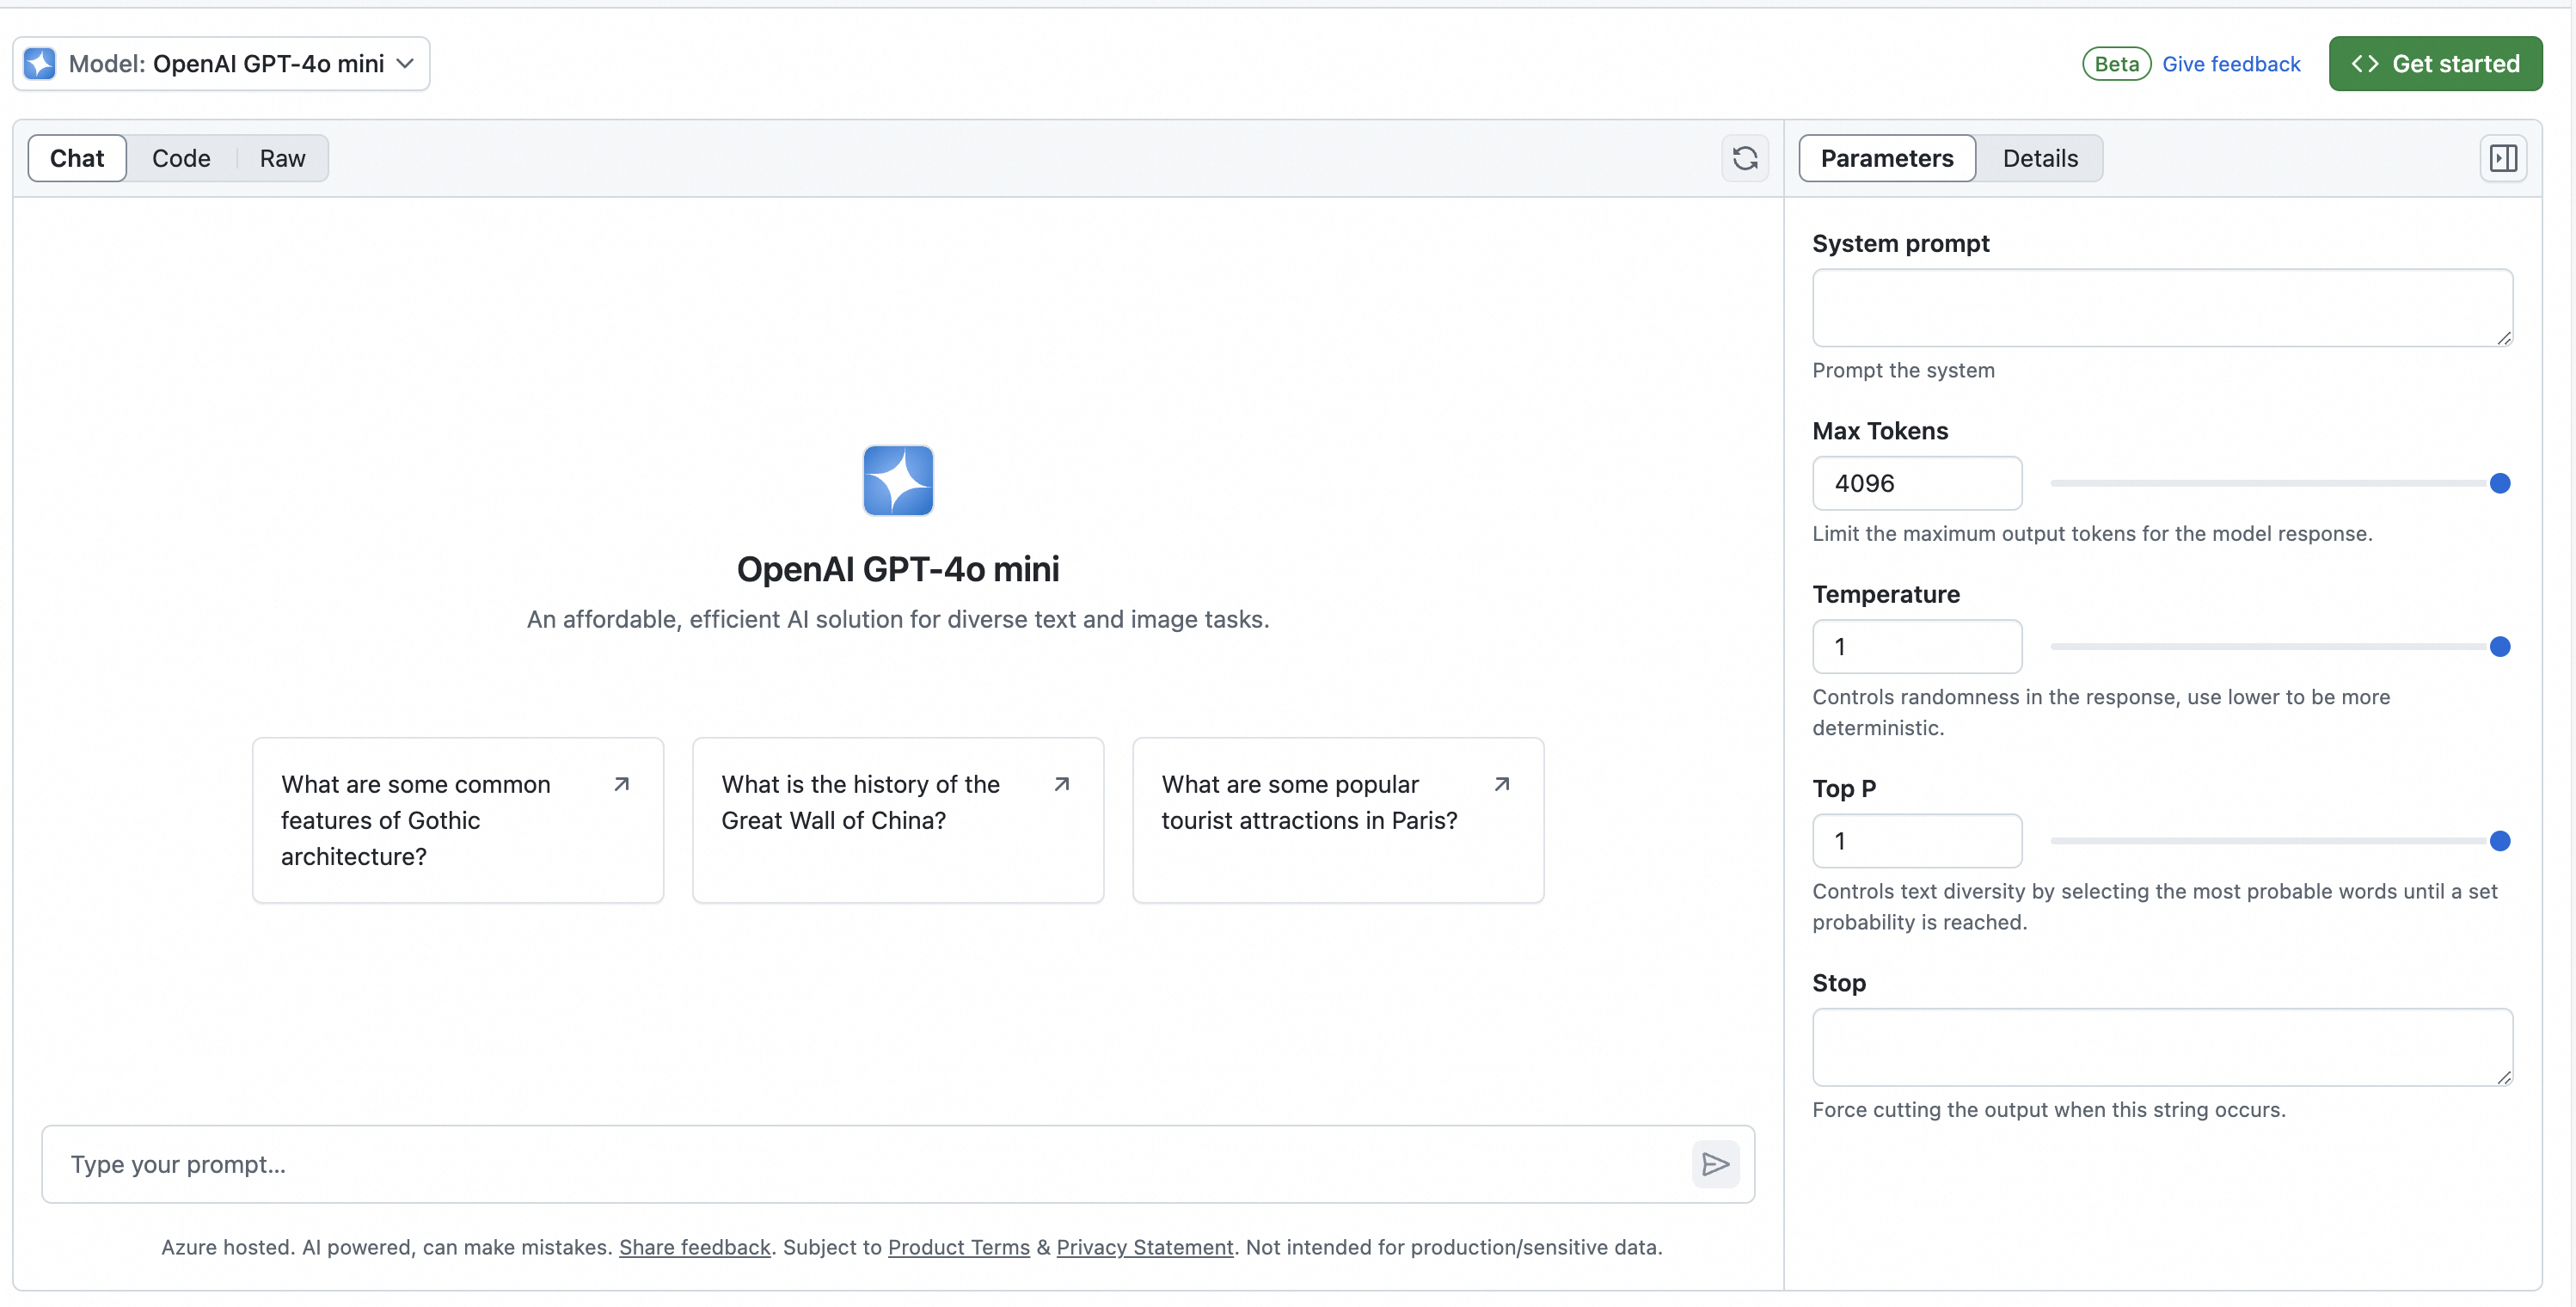 Model: OpenAI GPT-4o mini
Beta
Give feedback
Get started
Chat
Code
Raw
OpenAI GPT-4o mini
An affordable, efficient AI solution for diverse text and image tasks.
What are some common
features of Gothic
architecture?
What is the history of the
Great Wall of China?
What are some popular
tourist attractions in Paris?
Type your prompt...
Azure hosted. AI powered, can make mistakes. Share feedback. Subject to Product Terms & Privacy Statement. Not intended for production/sensitive data.
Parameters
Details
System prompt
Prompt the system
Max Tokens
4096
Limit the maximum output tokens for the model response.
Temperature
1
Controls randomness in the response, use lower to be more
deterministic.
Top P
1
Controls text diversity by selecting the most probable words until a set
probability is reached.
Stop
Force cutting the output when this string occurs.